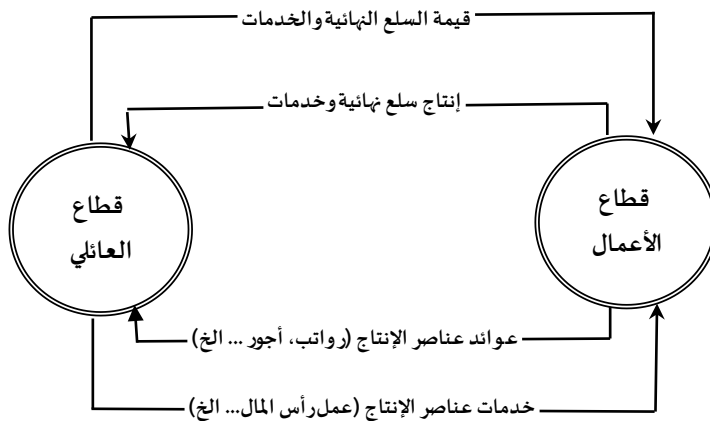 قيمة السلع النهائية والخدمات
إنتاج سلع نهائية وخدمات
قطاع
الأعمال
قطاع
العائلي
عوائد عناصر الإنتاج (رواتب، أجور ... الخ)
خدمات عناصر الإنتاج (عمل رأس المال... الخ)